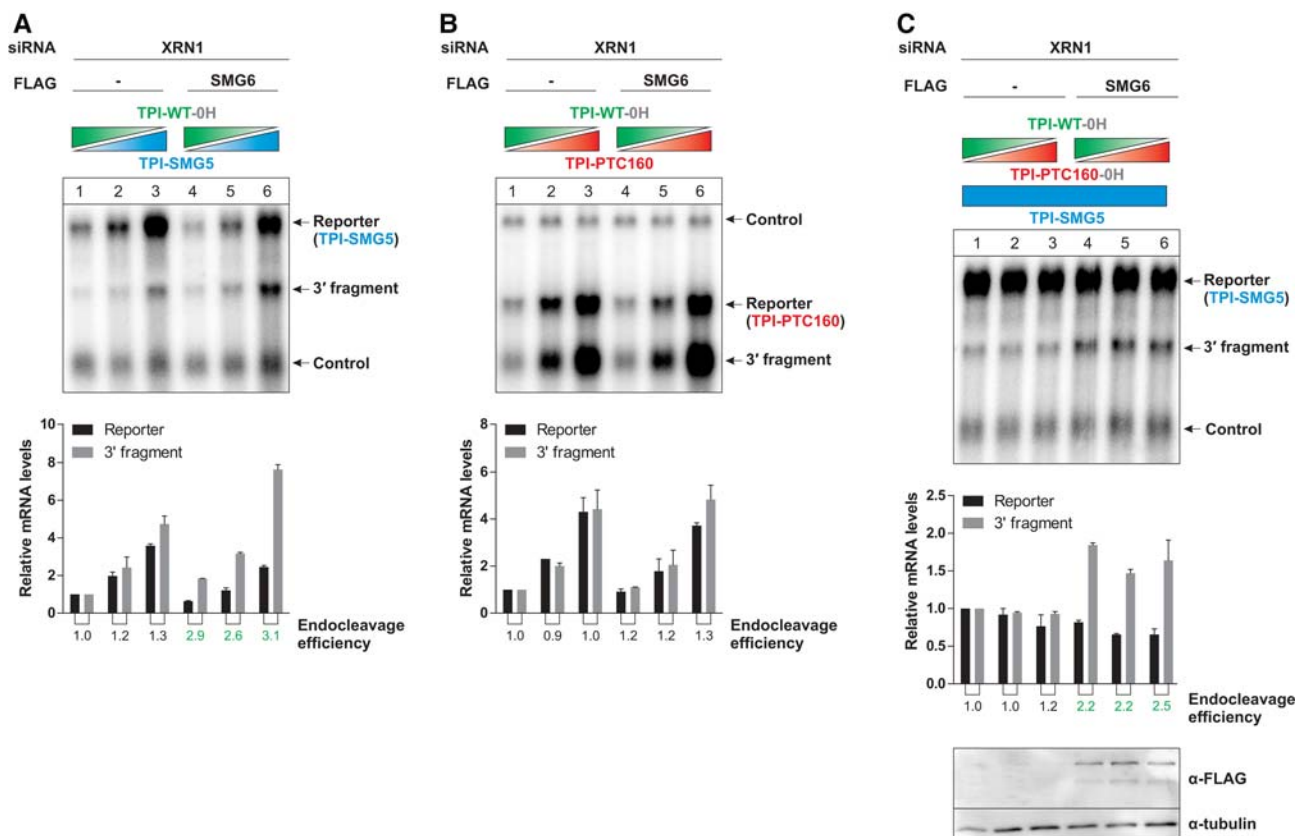 A
siRNA XRN1
FLAG - SMG6
TPI-WT-0H
TPI-SMG5
1 2 3 4 5 6
Reporter
(TPI-SMG5)
3′ fragment
Control
10
8
6
4
2
0
Relative mRNA levels
Reporter
3' fragment
1.0 1.2 1.3 2.9 2.6 3.1
Endocleavage
efficiency
B
siRNA XRN1
FLAG - SMG6
TPI-WT-0H
TPI-PTC160
1 2 3 4 5 6
Control
Reporter
(TPI-PTC160)
3′ fragment
8
6
4
2
0
Relative mRNA levels
Reporter
3' fragment
1.0 0.9 1.0 1.2 1.2 1.3
Endocleavage
efficiency
C
siRNA XRN1
FLAG - SMG6
TPI-WT-0H
TPI-PTC160-0H
TPI-SMG5
1 2 3 4 5 6
Reporter
(TPI-SMG5)
3′ fragment
Control
2.5
2.0
1.5
1.0
0.5
0.0
Relative mRNA levels
Reporter
3' fragment
1.0 1.0 1.2 2.2 2.2 2.5
Endocleavage
efficiency
α-FLAG
α-tubulin